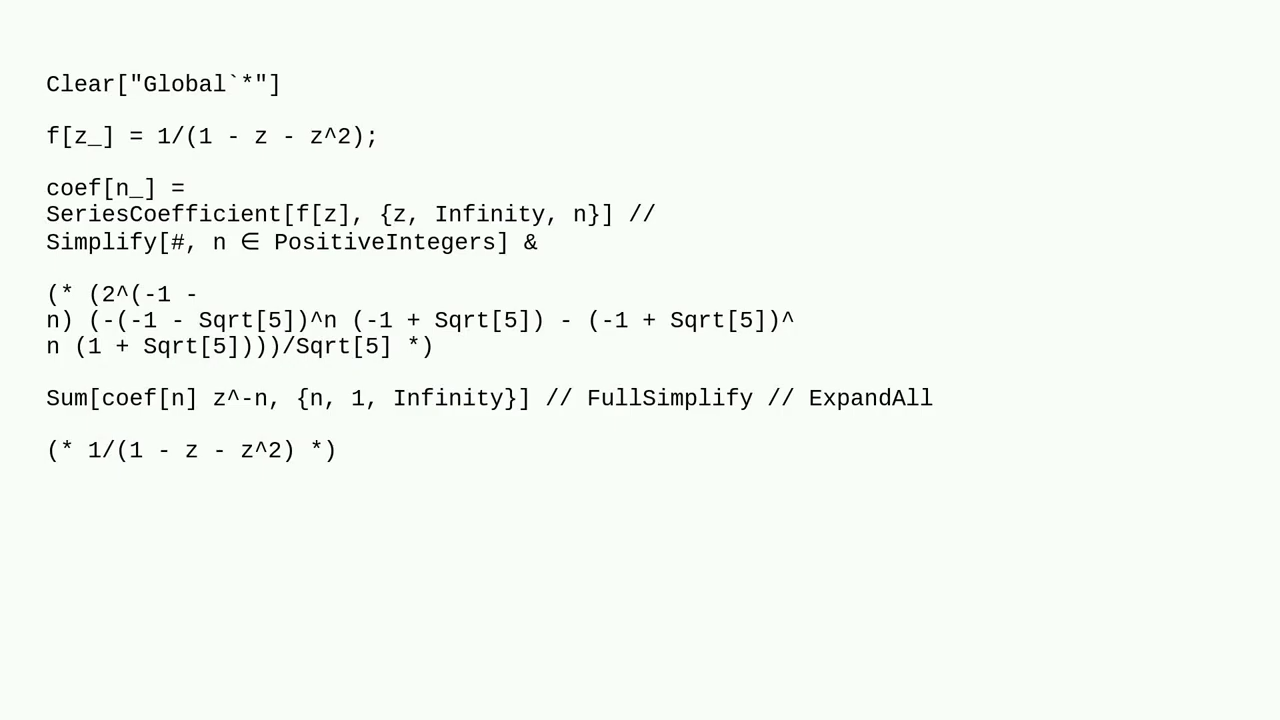 Clear["Global`*"]
f[z_] = 1/(1 - z - z^2);
coef[n_] =
SeriesCoefficient[f[z], {z, Infinity, n}] //
Simplify[#, n ∈ PositiveIntegers] &
(* (2^(-1 -
n) (-(-1 - Sqrt[5])^n (-1 + Sqrt[5]) - (-1 + Sqrt[5])^
n (1 + Sqrt[5])))/Sqrt[5] *)
Sum[coef[n] z^-n, {n, 1, Infinity}] // FullSimplify // ExpandAll
(* 1/(1 - z - z^2) *)